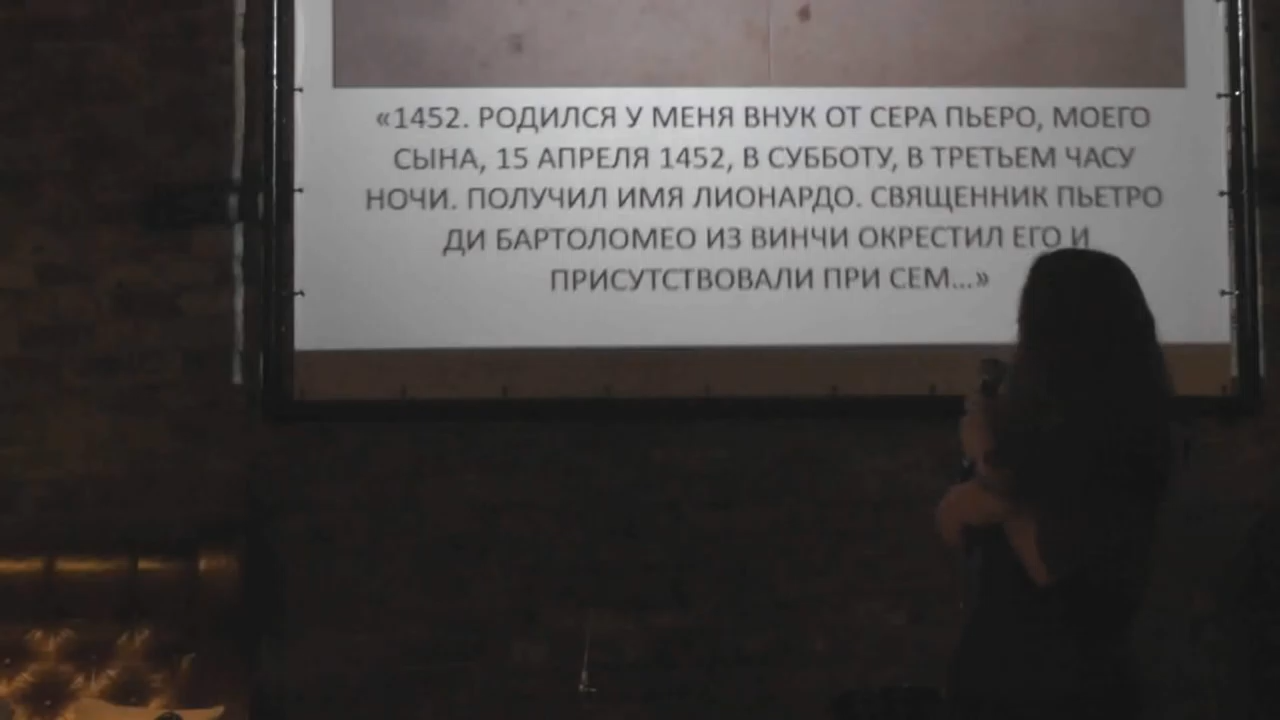 «1452. РОДИЛСЯ У МЕНЯ ВНУК ОТ СЕРА ПЬЕРО, МОЕГО
СЫНА, 15 АПРЕЛЯ 1452, В СУББОТУ, В ТРЕТЬЕМ ЧАСУ
НОЧИ. ПОЛУЧИЛ ИМЯ ЛИОНАРДО. СВЯЩЕННИК ПЬЕТРО
ДИ БАРТОЛОМЕО ИЗ ВИНЧИ ОКРЕСТИЛ ЕГО И
ПРИСУТСТВОВАЛИ ПРИ СЕМ...»